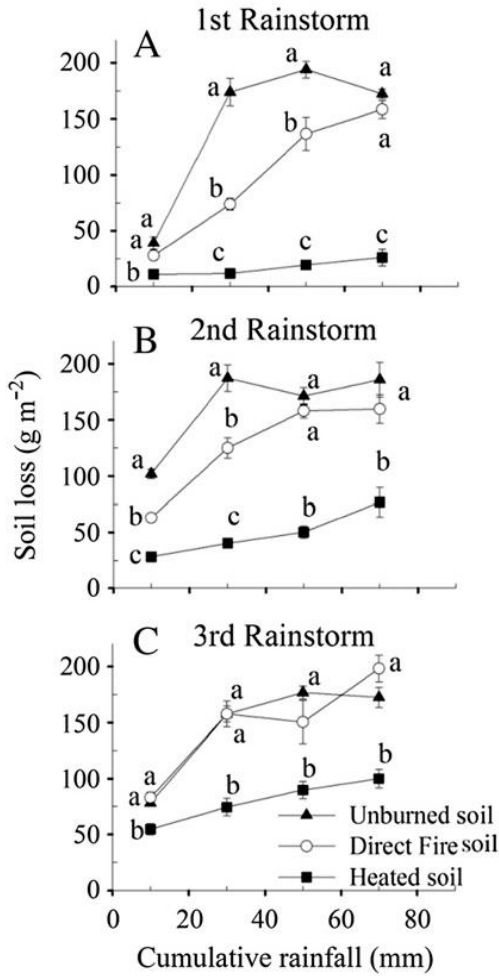 A 1st Rainstorm
200
150
100
50
0
a
a
a
a
a
b
b
a
b
c
c
c
B 2nd Rainstorm
200
150
100
50
0
a
a
a
a
b
b
a
b
c
c
b
b
C 3rd Rainstorm
200
150
100
50
0
a
a
a
a
a
a
b
b
b
b
Unburned soil
Direct Fire soil
Heated soil
0 20 40 60 80
Cumulative rainfall (mm)
Soil loss (g m⁻²)